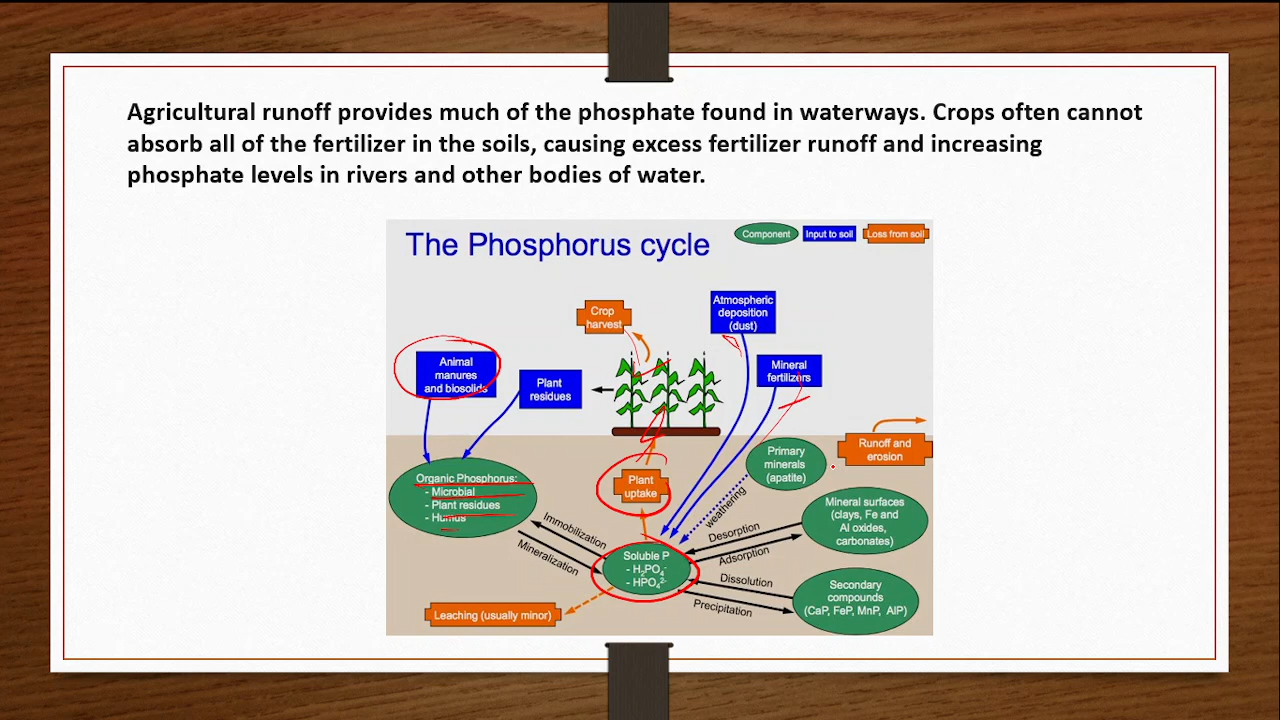 Agricultural runoff provides much of the phosphate found in waterways. Crops often cannot
absorb all of the fertilizer in the soils, causing excess fertilizer runoff and increasing
phosphate levels in rivers and other bodies of water.
The Phosphorus cycle
Component
Input to soil
Loss from soil
Crop
harvest
Atmospheric
deposition
(dust)
Animal
manures
and biosolids
Plant
residues
Mineral
fertilizers
Runoff and
erosion
Primary
minerals
(apatite)
Plant
uptake
Organic Phosphorus:
- Microbial
- Plant residues
- Humus
weathering
Mineral surfaces
(clays, Fe and
Al oxides,
carbonates)
Immobilization
Mineralization
Desorption
Adsorption
Soluble P
- H₂PO₄⁻
- HPO₄²⁻
Dissolution
Precipitation
Secondary
compounds
(CaP, FeP, MnP, AlP)
Leaching (usually minor)